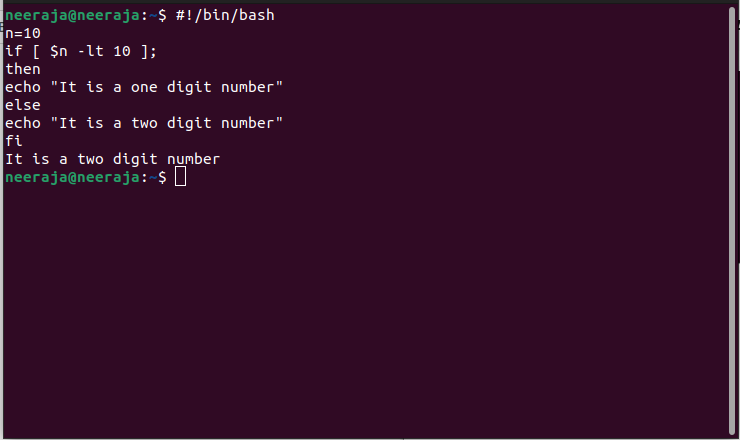 neeraja@neeraja:~$ #!/bin/bash
n=10
if [ $n -lt 10 ];
then
echo "It is a one digit number"
else
echo "It is a two digit number"
fi
It is a two digit number
neeraja@neeraja:~$